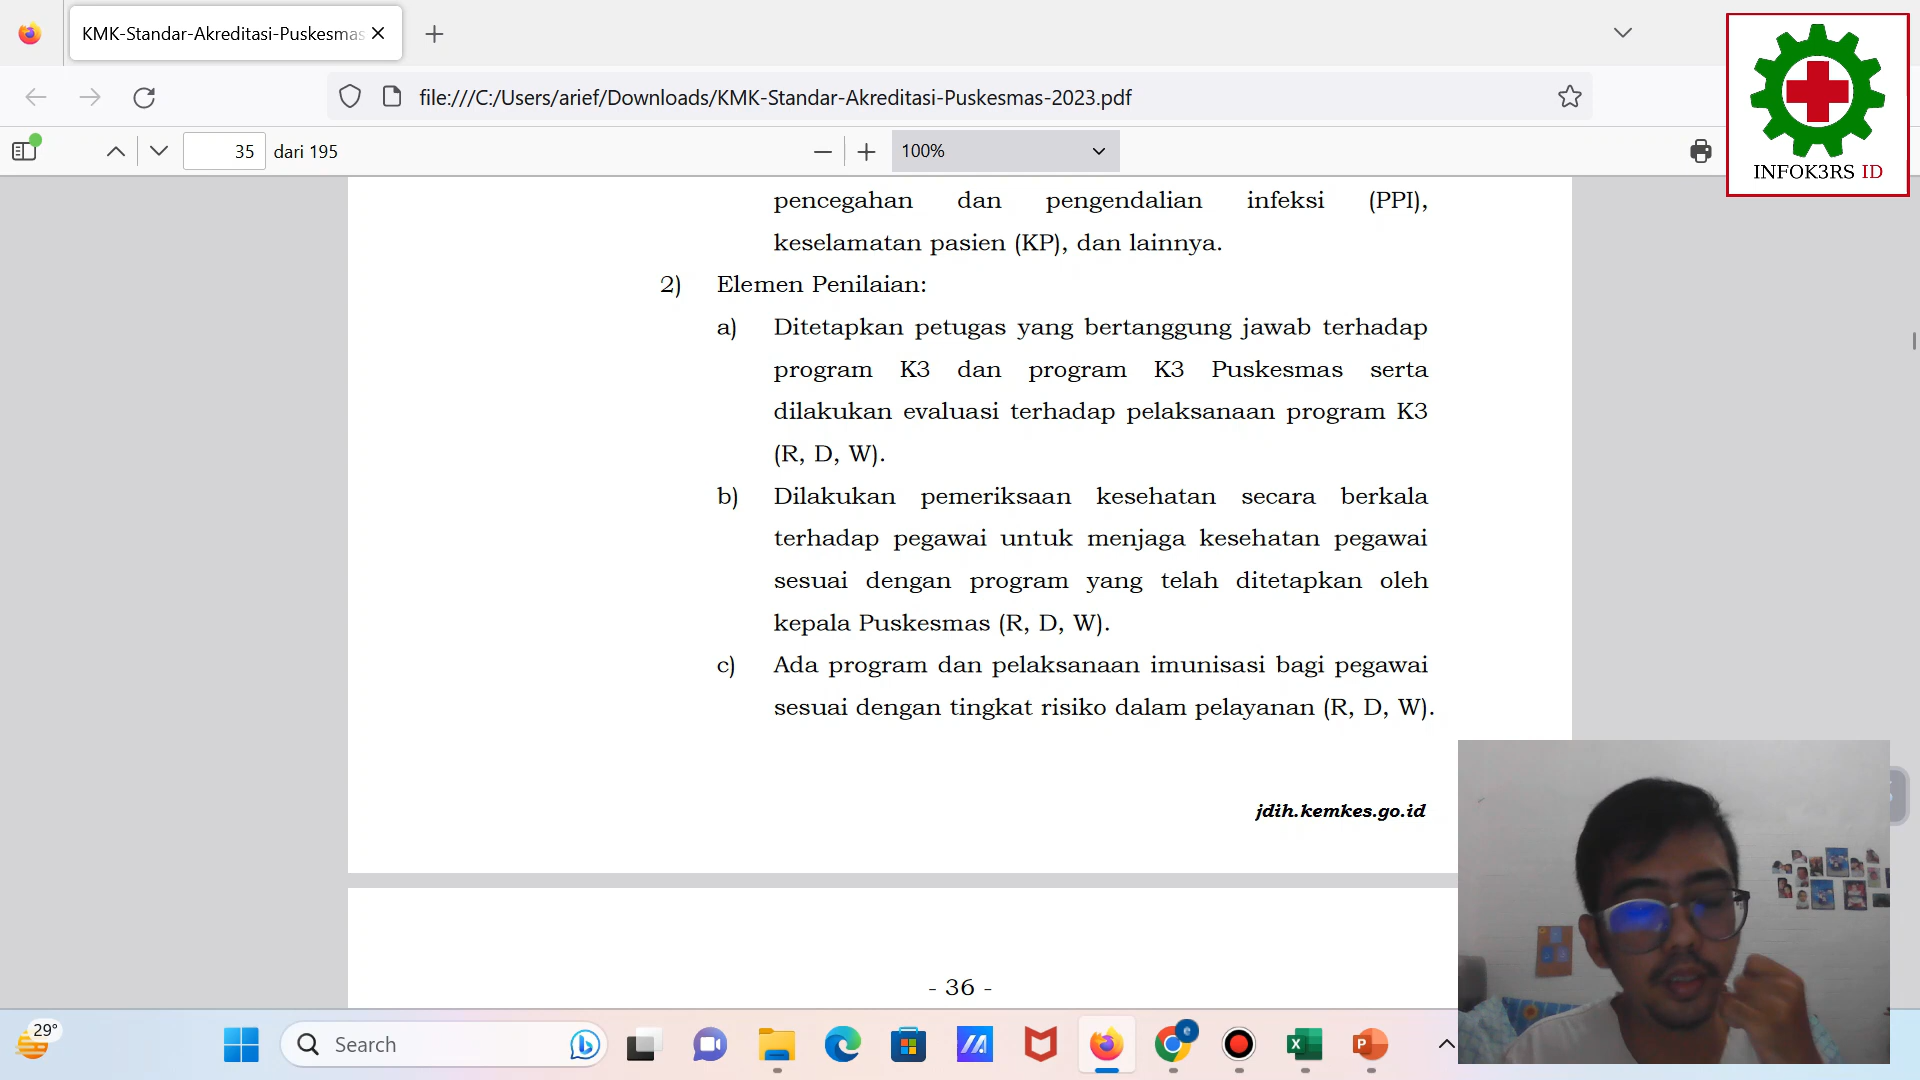 KMK-Standar-Akreditasi-Puskesmas
file:///C:/Users/arief/Downloads/KMK-Standar-Akreditasi-Puskesmas-2023.pdf
35 dari 195
100%
INFOK3RS ID
pencegahan dan pengendalian infeksi (PPI),
keselamatan pasien (KP), dan lainnya.
2) Elemen Penilaian:
a) Ditetapkan petugas yang bertanggung jawab terhadap
program K3 dan program K3 Puskesmas serta
dilakukan evaluasi terhadap pelaksanaan program K3
(R, D, W).
b) Dilakukan pemeriksaan kesehatan secara berkala
terhadap pegawai untuk menjaga kesehatan pegawai
sesuai dengan program yang telah ditetapkan oleh
kepala Puskesmas (R, D, W).
c) Ada program dan pelaksanaan imunisasi bagi pegawai
sesuai dengan tingkat risiko dalam pelayanan (R, D, W).
jdih.kemkes.go.id
- 36 -
29°
Search